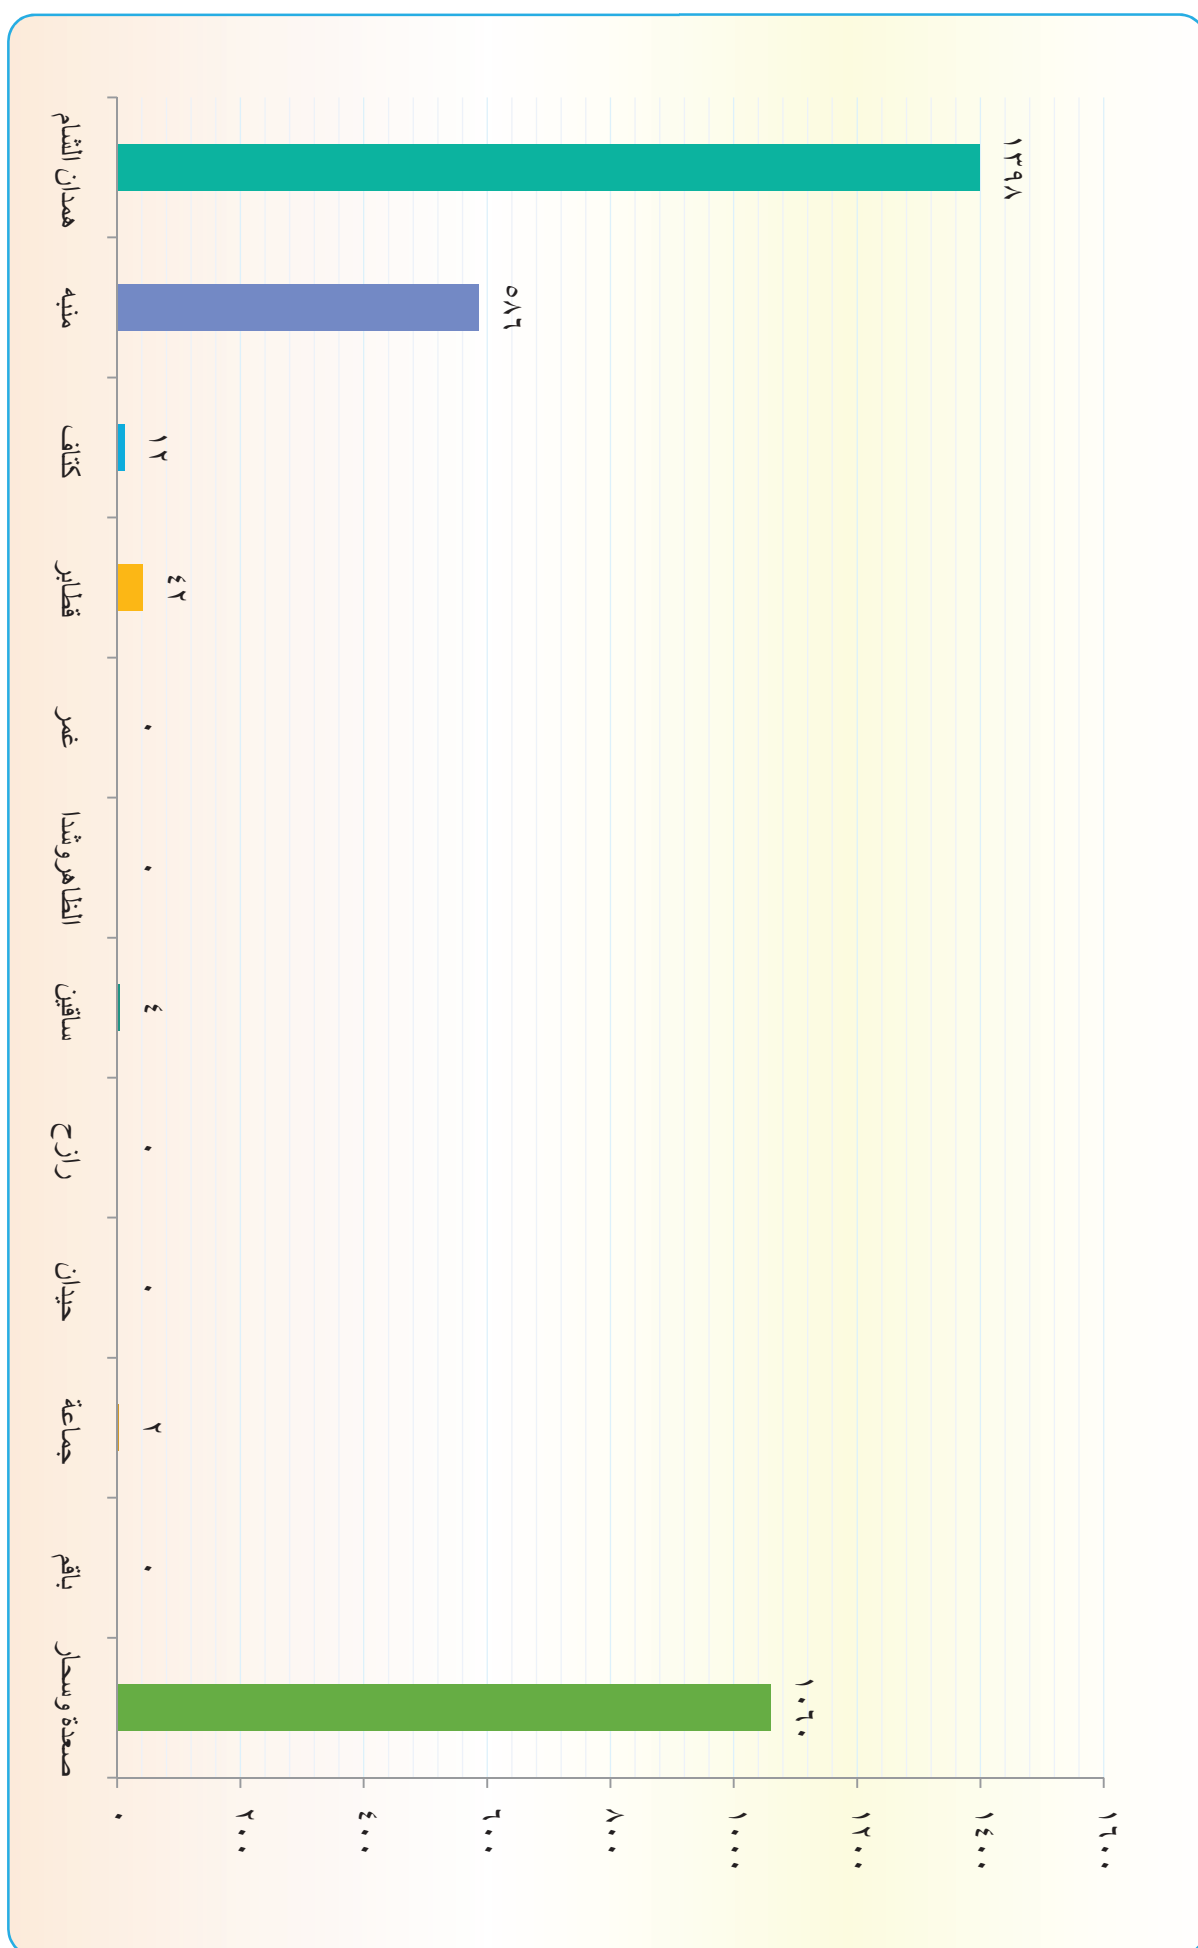 همدان الشام
١٣٩٨
منبه
٥٨٦
كتاف
١٢
قطابر
٤٢
غمر
٠
الظاهر وشدا
٠
ساقين
٤
رازح
٠
حيدان
٠
جماعة
٢
باقم
٠
صعدة وسحار
١٠٦٠
٠
٢٠٠
٤٠٠
٦٠٠
٨٠٠
١٠٠٠
١٢٠٠
١٤٠٠
١٦٠٠